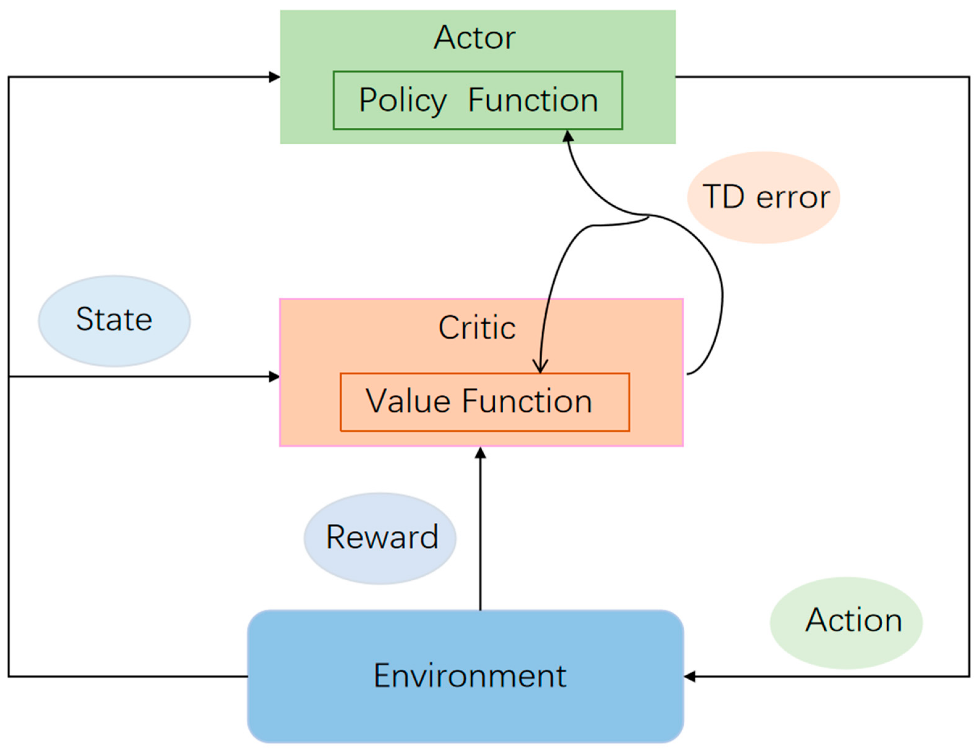 Actor
Policy Function
TD error
State
Critic
Value Function
Reward
Action
Environment